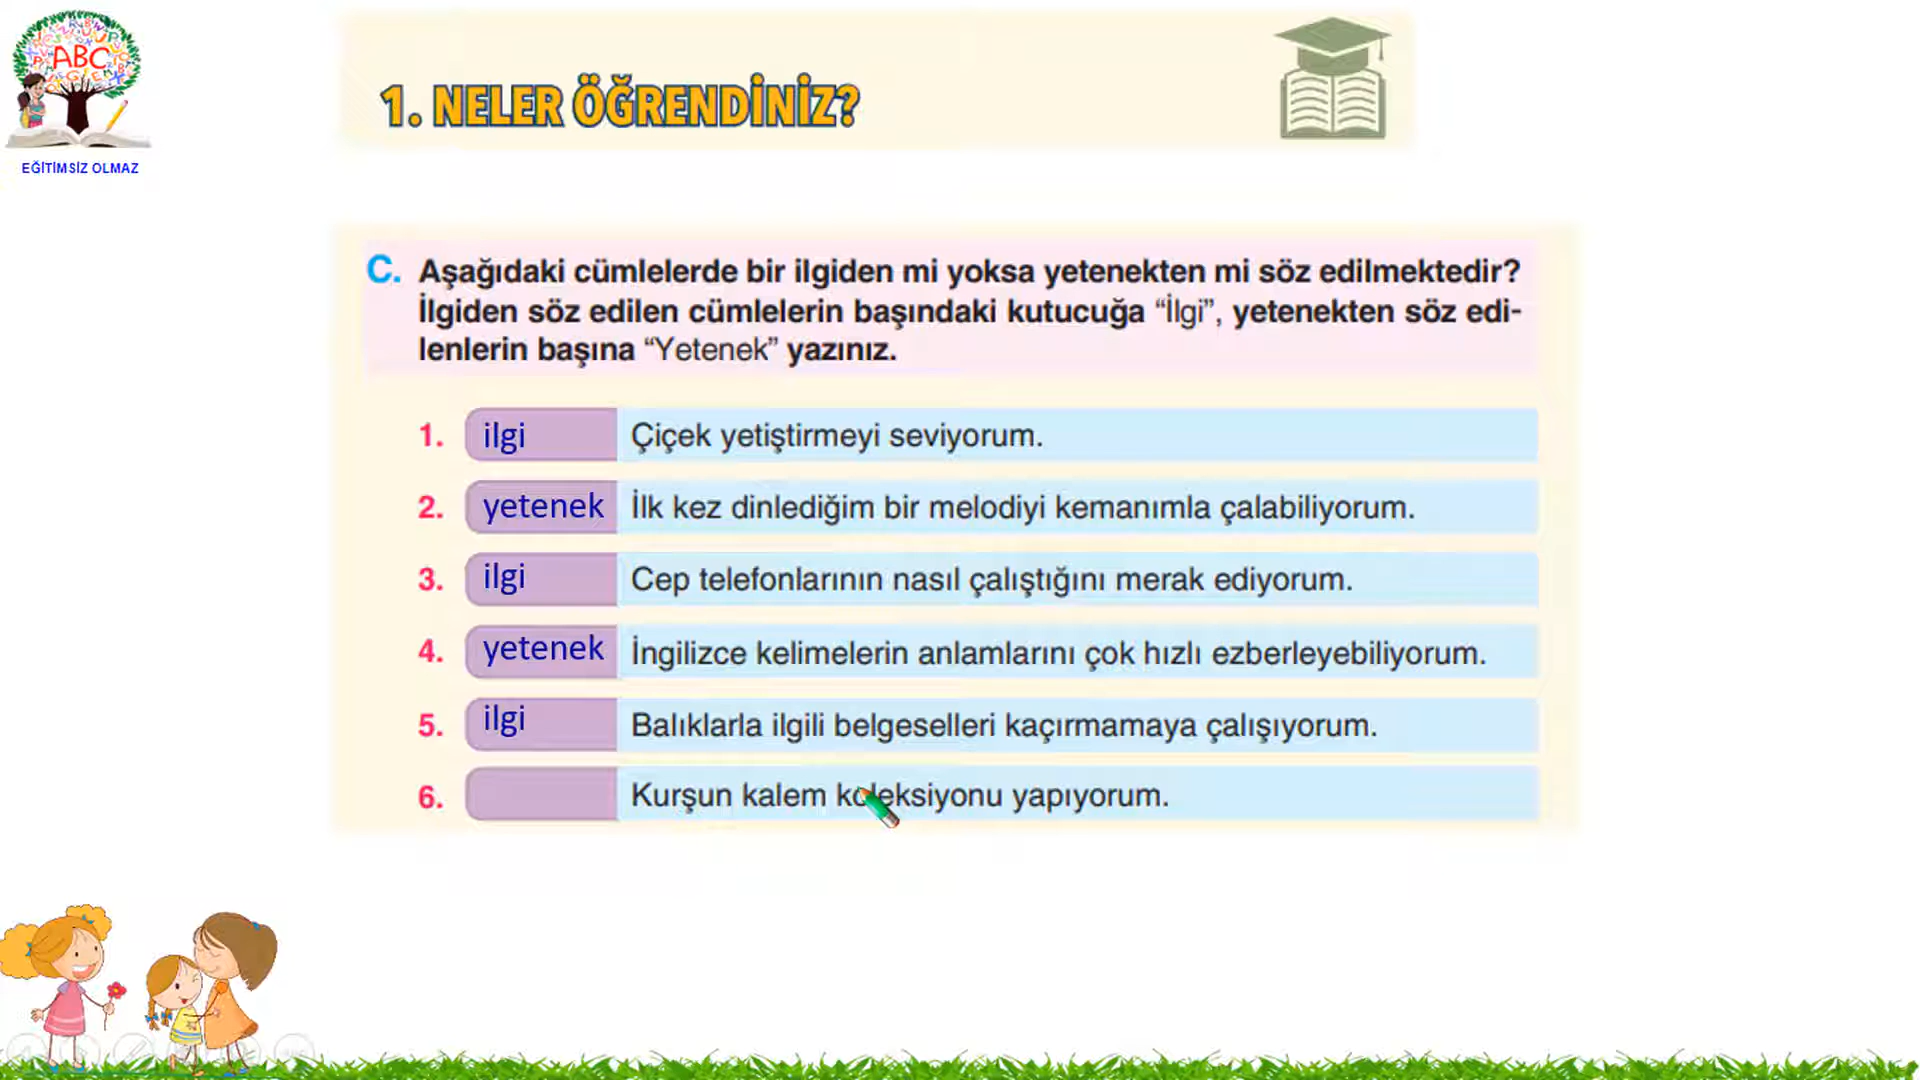 ABC
EĞİTİMSİZ OLMAZ
1. NELER ÖĞRENDİNİZ?
C. Aşağıdaki cümlelerde bir ilgiden mi yoksa yetenekten mi söz edilmektedir?
İlgiden söz edilen cümlelerin başındaki kutucuğa “İlgi”, yetenekten söz edi-
lenlerin başına “Yetenek” yazınız.
1. ilgi Çiçek yetiştirmeyi seviyorum.
2. yetenek İlk kez dinlediğim bir melodiyi kemanımla çalabiliyorum.
3. ilgi Cep telefonlarının nasıl çalıştığını merak ediyorum.
4. yetenek İngilizce kelimelerin anlamlarını çok hızlı ezberleyebiliyorum.
5. ilgi Balıklarla ilgili belgeselleri kaçırmamaya çalışıyorum.
6. Kurşun kalem koleksiyonu yapıyorum.